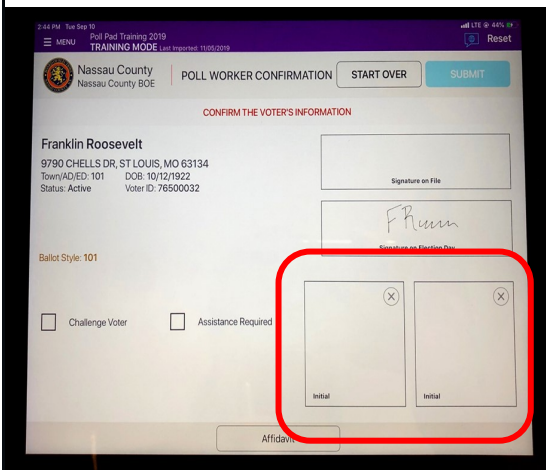 2:44 PM Tue Sep 10
LTE 44%
MENU
Poll Pad Training 2019
TRAINING MODE Last Imported: 11/05/2019
Reset
Nassau County
Nassau County BOE
POLL WORKER CONFIRMATION
START OVER
SUBMIT
CONFIRM THE VOTER'S INFORMATION
Franklin Roosevelt
9790 CHELLS DR, ST LOUIS, MO 63134
Town/AD/ED: 101 DOB: 10/12/1922
Status: Active Voter ID: 76500032
Signature on File
Signature on Election Day
Ballot Style: 101
Challenge Voter
Assistance Required
Initial
Initial
Affidavit